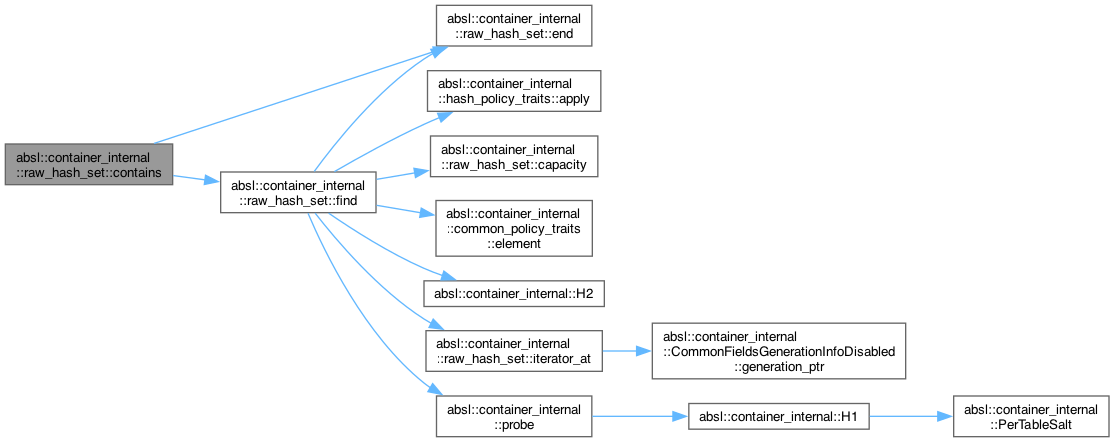 absl::container_internal
::raw_hash_set::contains
absl::container_internal
::raw_hash_set::find
absl::container_internal
::raw_hash_set::end
absl::container_internal
::hash_policy_traits::apply
absl::container_internal
::raw_hash_set::capacity
absl::container_internal
::common_policy_traits
::element
absl::container_internal::H2
absl::container_internal
::raw_hash_set::iterator_at
absl::container_internal
::CommonFieldsGenerationInfoDisabled
::generation_ptr
absl::container_internal
::probe
absl::container_internal::H1
absl::container_internal
::PerTableSalt